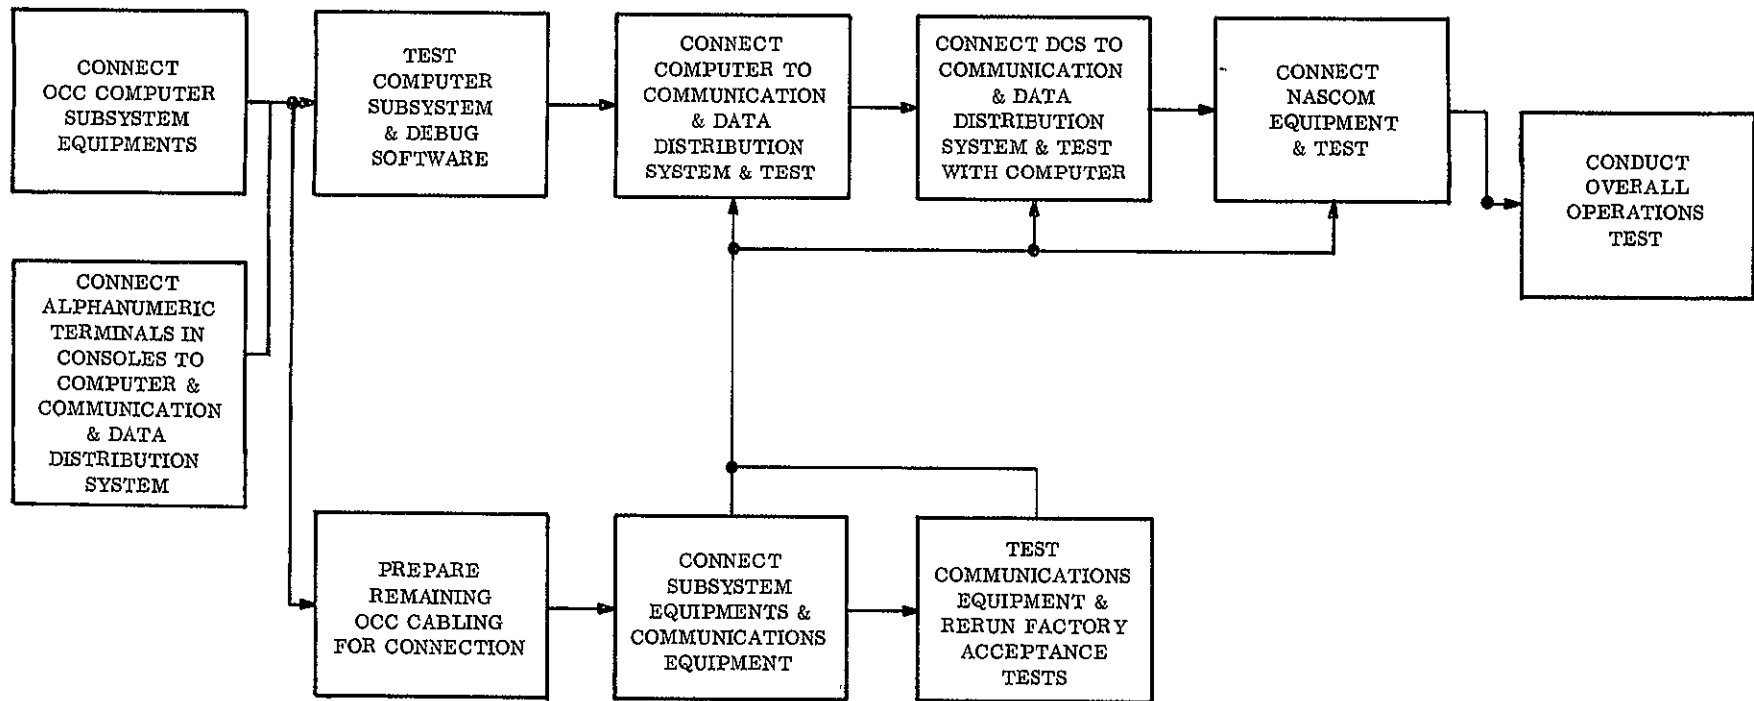 CONNECT
OCC COMPUTER
SUBSYSTEM
EQUIPMENTS
TEST
COMPUTER
SUBSYSTEM
& DEBUG
SOFTWARE
CONNECT
COMPUTER TO
COMMUNICATION
& DATA
DISTRIBUTION
SYSTEM & TEST
CONNECT DCS TO
COMMUNICATION
& DATA
DISTRIBUTION
SYSTEM & TEST
WITH COMPUTER
CONNECT
NASCOM
EQUIPMENT
& TEST
CONDUCT
OVERALL
OPERATIONS
TEST
CONNECT
ALPHANUMERIC
TERMINALS IN
CONSOLES TO
COMPUTER &
COMMUNICATION
& DATA
DISTRIBUTION
SYSTEM
PREPARE
REMAINING
OCC CABLING
FOR CONNECTION
CONNECT
SUBSYSTEM
EQUIPMENTS &
COMMUNICATIONS
EQUIPMENT
TEST
COMMUNICATIONS
EQUIPMENT &
RERUN FACTORY
ACCEPTANCE
TESTS